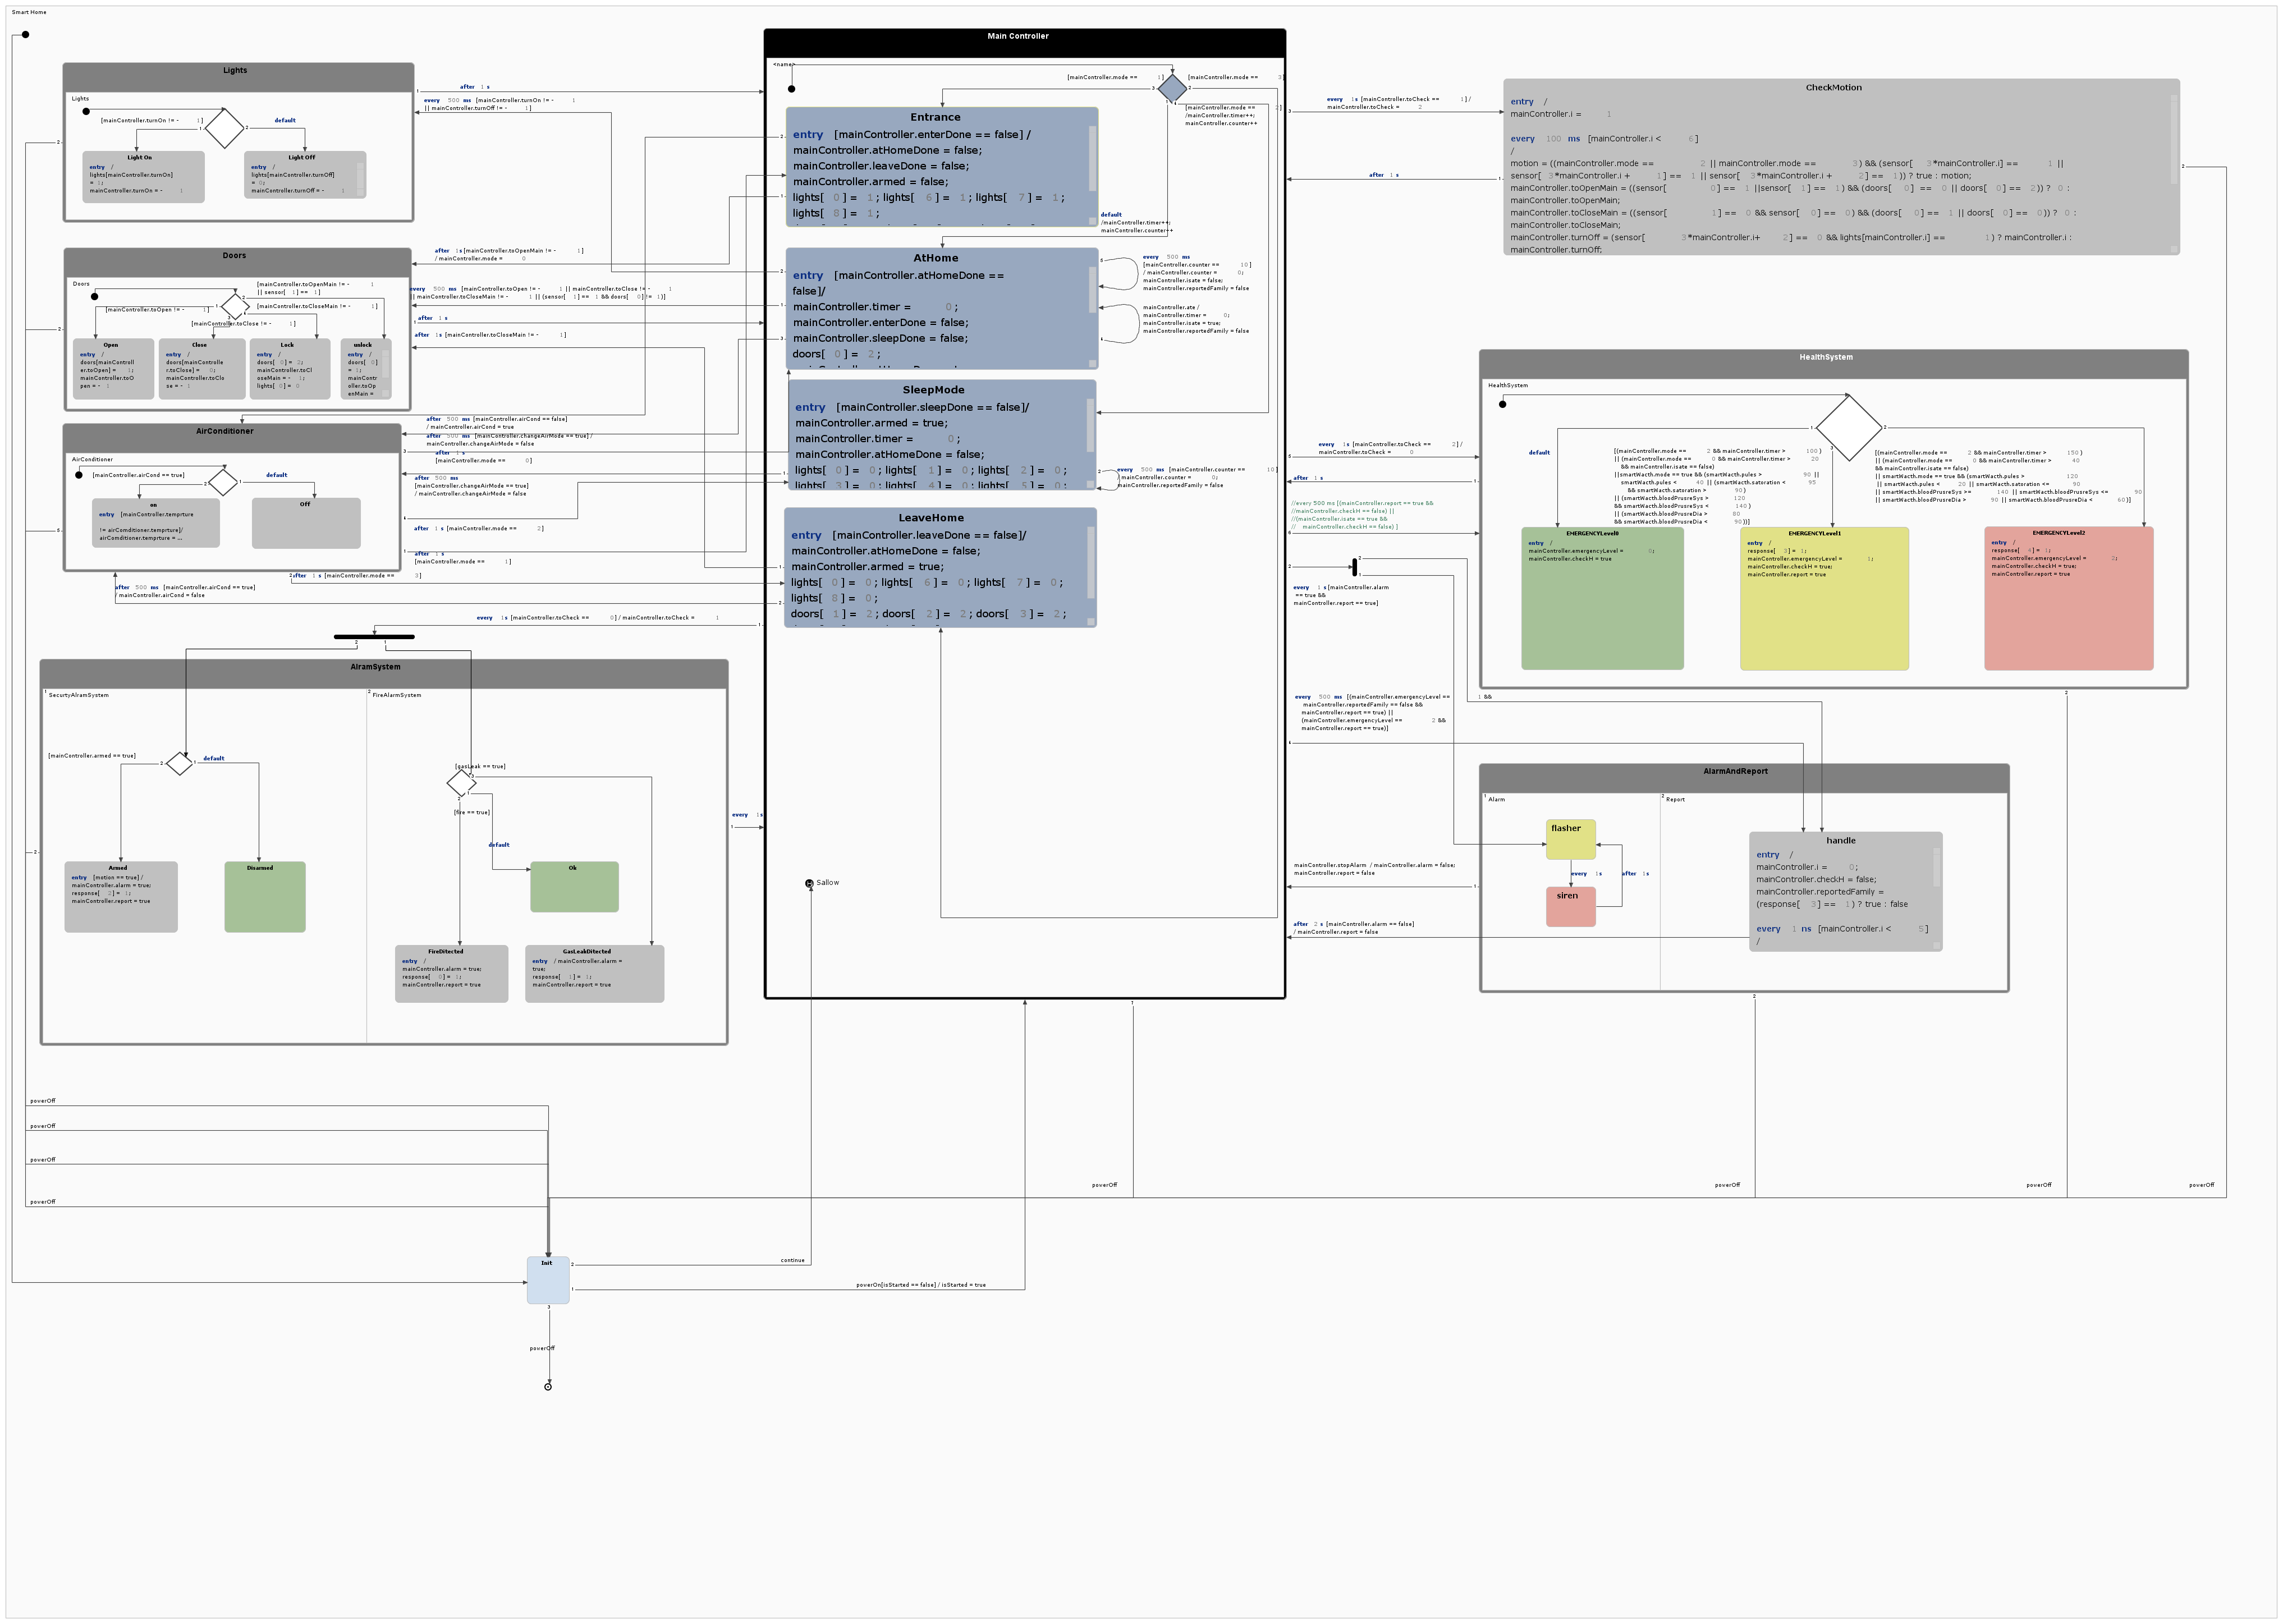 Smart Home
Lights
Lights
[mainController.turnOn != - 1]
default
1
2
Light On
entry /
lights[mainController.turnOn]
= 1;
mainController.turnOn = - 1
Light Off
entry /
lights[mainController.turnOff]
= 0;
mainController.turnOff = - 1
after 1 s
every 500 ms [mainController.turnOn != - 1
|| mainController.turnOff != - 1]
Doors
Doors
[mainController.toOpenMain != - 1
|| sensor[ 1] == 1]
[mainController.toOpen != - 1]
[mainController.toCloseMain != - 1]
[mainController.toClose != - 1]
Open
entry /
doors[mainControll
er.toOpen] = 1;
mainController.toO
pen = - 1
Close
entry /
doors[mainControlle
r.toClose] = 0;
mainController.toClo
se = - 1
Lock
entry /
doors[ 0] = 2;
mainController.toCl
oseMain = - 1;
lights[ 0] = 0
unlock
entry /
doors[ 0]
= 1;
mainContr
oller.toOp
enMain =
after 1s [mainController.toOpenMain != - 1]
/ mainController.mode = 0
every 500 ms [mainController.toOpen != - 1 || mainController.toClose != - 1
|| mainController.toCloseMain != - 1 || (sensor[ 1] == 1 && doors[ 0] != 1)]
after 1 s
after 1s [mainController.toCloseMain != - 1]
AirConditioner
AirConditioner
[mainController.airCond == true]
default
on
entry [mainController.temprture
!= airComditioner.temprture]/
airComditioner.temprture = ...
Off
after 500 ms [mainController.airCond == false]
/ mainController.airCond = true
after 500 ms [mainController.changeAirMode == true] /
mainController.changeAirMode = false
after 1 s
[mainController.mode == 0]
after 500 ms
[mainController.changeAirMode == true]
/ mainController.changeAirMode = false
after 1 s [mainController.mode == 2]
after 1 s
[mainController.mode == 1]
after 1 s [mainController.mode == 3]
after 500 ms [mainController.airCond == true]
/ mainController.airCond = false
every 1s [mainController.toCheck == 0] / mainController.toCheck = 1
Main Controller
<name>
[mainController.mode == 1]
[mainController.mode == 3]
[mainController.mode == 2]
/mainController.timer++;
mainController.counter++
Entrance
entry [mainController.enterDone == false] /
mainController.atHomeDone = false;
mainController.leaveDone = false;
mainController.armed = false;
lights[ 0] = 1; lights[ 6] = 1; lights[ 7] = 1;
lights[ 8] = 1;
default
/mainController.timer++;
mainController.counter++
AtHome
entry [mainController.atHomeDone ==
false]/
mainController.timer = 0;
mainController.enterDone = false;
mainController.sleepDone = false;
doors[ 0] = 2;
every 500 ms
[mainController.counter == 10]
/ mainController.counter = 0;
mainController.isate = false;
mainController.reportedFamily = false
mainController.ate /
mainController.timer = 0;
mainController.isate = true;
mainController.reportedFamily = false
SleepMode
entry [mainController.sleepDone == false]/
mainController.armed = true;
mainController.timer = 0;
mainController.atHomeDone = false;
lights[ 0] = 0; lights[ 1] = 0; lights[ 2] = 0;
lights[ 3] = 0; lights[ 4] = 0; lights[ 5] = 0;
every 500 ms [mainController.counter == 10]
/mainController.counter = 0;
mainController.reportedFamily = false
LeaveHome
entry [mainController.leaveDone == false]/
mainController.atHomeDone = false;
mainController.armed = true;
lights[ 0] = 0; lights[ 6] = 0; lights[ 7] = 0;
lights[ 8] = 0;
doors[ 1] = 2; doors[ 2] = 2; doors[ 3] = 2;
Sallow
every 1s [mainController.toCheck == 1] /
mainController.toCheck = 2
after 1 s
CheckMotion
entry /
mainController.i = 1
every 100 ms [mainController.i < 6]
/
motion = ((mainController.mode == 2 || mainController.mode == 3) && (sensor[ 3*mainController.i] == 1 ||
sensor[ 3*mainController.i + 1] == 1 || sensor[ 3*mainController.i + 2] == 1)) ? true : motion;
mainController.toOpenMain = ((sensor[ 0] == 1 ||sensor[ 1] == 1) && (doors[ 0] == 0 || doors[ 0] == 2)) ? 0 :
mainController.toOpenMain;
mainController.toCloseMain = ((sensor[ 1] == 0 && sensor[ 0] == 0) && (doors[ 0] == 1 || doors[ 0] == 0)) ? 0 :
mainController.toCloseMain;
mainController.turnOff = (sensor[ 3*mainController.i+ 2] == 0 && lights[mainController.i] == 1) ? mainController.i :
mainController.turnOff;
every 1s [mainController.toCheck == 2] /
mainController.toCheck = 0
after 1 s
//every 500 ms [(mainController.report == true &&
//mainController.checkH == false) ||
//(mainController.isate == true &&
// mainController.checkH == false) ]
HealthSystem
HealthSystem
default
[(mainController.mode == 2 && mainController.timer > 100)
|| (mainController.mode == 0 && mainController.timer > 20
&& mainController.isate == false)
||smartWacth.mode == true && (smartWacth.pules > 90 ||
smartWacth.pules < 40 || (smartWacth.satoration < 95
&& smartWacth.satoration > 90)
|| (smartWacth.bloodPrusreSys > 120
&& smartWacth.bloodPrusreSys < 140)
|| (smartWacth.bloodPrusreDia > 80
&& smartWacth.bloodPrusreDia < 90))]
[(mainController.mode == 2 && mainController.timer > 150)
|| (mainController.mode == 0 && mainController.timer > 40
&& mainController.isate == false)
|| smartWacth.mode == true && (smartWacth.pules > 120
|| smartWacth.pules < 20 || smartWacth.satoration <= 90
|| smartWacth.bloodPrusreSys >= 140 || smartWacth.bloodPrusreSys <= 90
|| smartWacth.bloodPrusreDia > 90 || smartWacth.bloodPrusreDia < 60)]
EMERGENCYLevel0
entry /
mainController.emergencyLevel = 0;
mainController.checkH = true
EMERGENCYLevel1
entry /
response[ 3] = 1;
mainController.emergencyLevel = 1;
mainController.checkH = true;
mainController.report = true
EMERGENCYLevel2
entry /
response[ 4] = 1;
mainController.emergencyLevel = 2;
mainController.checkH = true;
mainController.report = true
every 1 s [mainController.alarm
== true &&
mainController.report == true]
every 500 ms [(mainController.emergencyLevel == 1 &&
mainController.reportedFamily == false &&
mainController.report == true) ||
(mainController.emergencyLevel == 2 &&
mainController.report == true)]
AlramSystem
SecurtyAlramSystem
[mainController.armed == true]
default
Armed
entry [motion == true] /
mainController.alarm = true;
response[ 2] = 1;
mainController.report = true
Disrarmed
FireAlarmSystem
[gasLeak == true]
[fire == true]
default
Ok
FireDitected
entry /
mainController.alarm = true;
response[ 0] = 1;
mainController.report = true
GasLeakDitected
entry / mainController.alarm =
true;
response[ 1] = 1;
mainController.report = true
every 1s
AlarmAndReport
Alarm
flasher
every 1s
after 1s
siren
Report
handle
entry /
mainController.i = 0;
mainController.checkH = false;
mainController.reportedFamily =
(response[ 3] == 1) ? true : false
every 1 ns [mainController.i < 5]
/
mainController.stopAlarm / mainController.alarm = false;
mainController.report = false
after 2 s [mainController.alarm == false]
/ mainController.report = false
powerOff
powerOff
powerOff
powerOff
powerOff
powerOff
powerOff
powerOff
Init
continue
powerOn[isStarted == false] / isStarted = true
powerOff